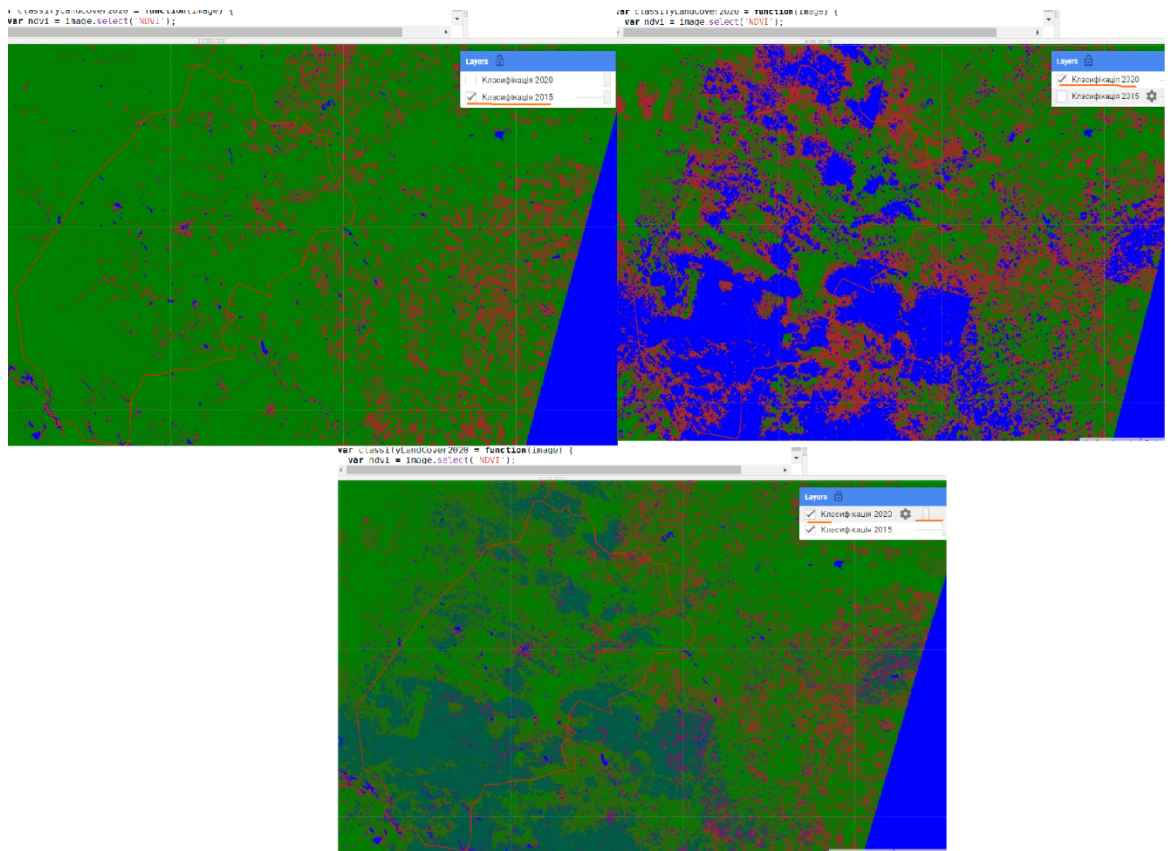 var classifyLandCover2020 = function(image) {
var ndvi = image.select('NDVI');
Layers
Класифікація 2020
Класифікація 2015
var classifyLandCover2020 = function(image) {
var ndvi = image.select('NDVI');
Layers
Класифікація 2020
Класифікація 2015
var classifyLandCover2020 = function(image) {
var ndvi = image.select('NDVI');
Layers
Класифікація 2020
Класифікація 2015